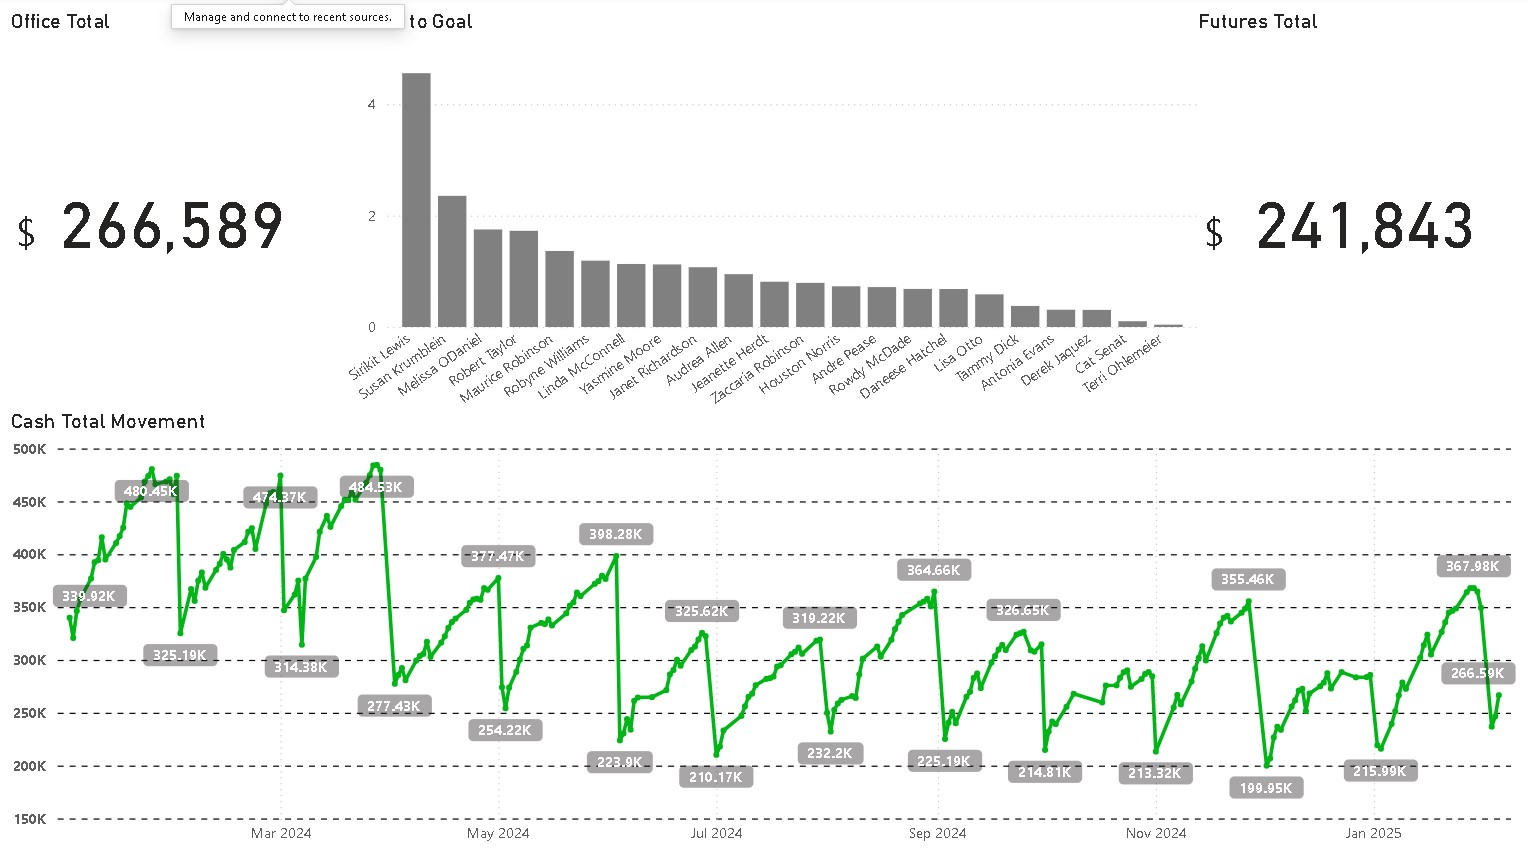 Office Total
Manage and connect to recent sources.
to Goal
Futures Total
$ 266,589
4
2
0
Sirikit Lewis
Susan Krumblein
Melissa ODaniel
Robert Taylor
Maurice Robinson
Robyne Williams
Linda McConnell
Yasmine Moore
Janet Richardson
Audrea Allen
Jeanette Herdt
Zaccaria Robinson
Houston Norris
Andre Pease
Rowdy McDade
Daneese Hatchel
Lisa Otto
Tammy Dick
Antonia Evans
Derek Jaquez
Cat Senat
Terri Ohlemeier
$ 241,843
Cash Total Movement
500K
450K
400K
350K
300K
250K
200K
150K
339.92K
480.45K
325.19K
474.37K
314.38K
484.53K
277.43K
377.47K
254.22K
398.28K
223.9K
325.62K
210.17K
319.22K
232.2K
364.66K
225.19K
326.65K
214.81K
213.32K
355.46K
199.95K
215.99K
367.98K
266.59K
Mar 2024
May 2024
Jul 2024
Sep 2024
Nov 2024
Jan 2025